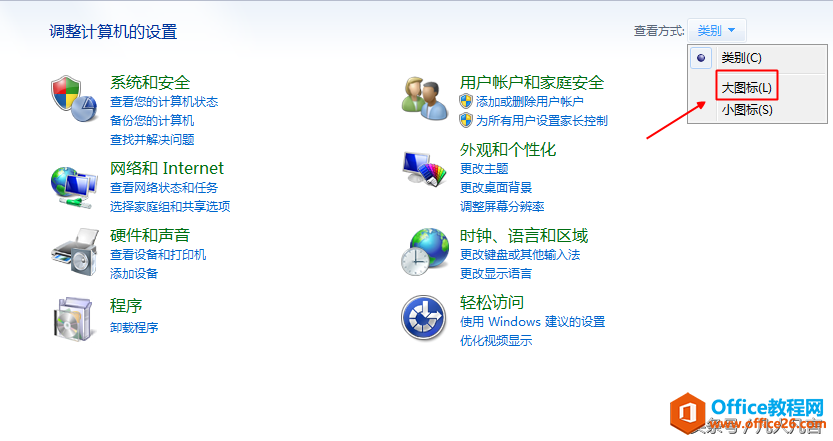 调整计算机的设置
查看方式:
类别
类别(C)
大图标(L)
小图标(S)
系统和安全
查看您的计算机状态
备份您的计算机
查找并解决问题
网络和 Internet
查看网络状态和任务
选择家庭组和共享选项
硬件和声音
查看设备和打印机
添加设备
程序
卸载程序
用户帐户和家庭安全
添加或删除用户帐户
为所有用户设置家长控制
外观和个性化
更改主题
更改桌面背景
调整屏幕分辨率
时钟、语言和区域
更改键盘或其他输入法
更改显示语言
轻松访问
使用 Windows 建议的设置
优化视频显示
Office教程网
www.office26.com